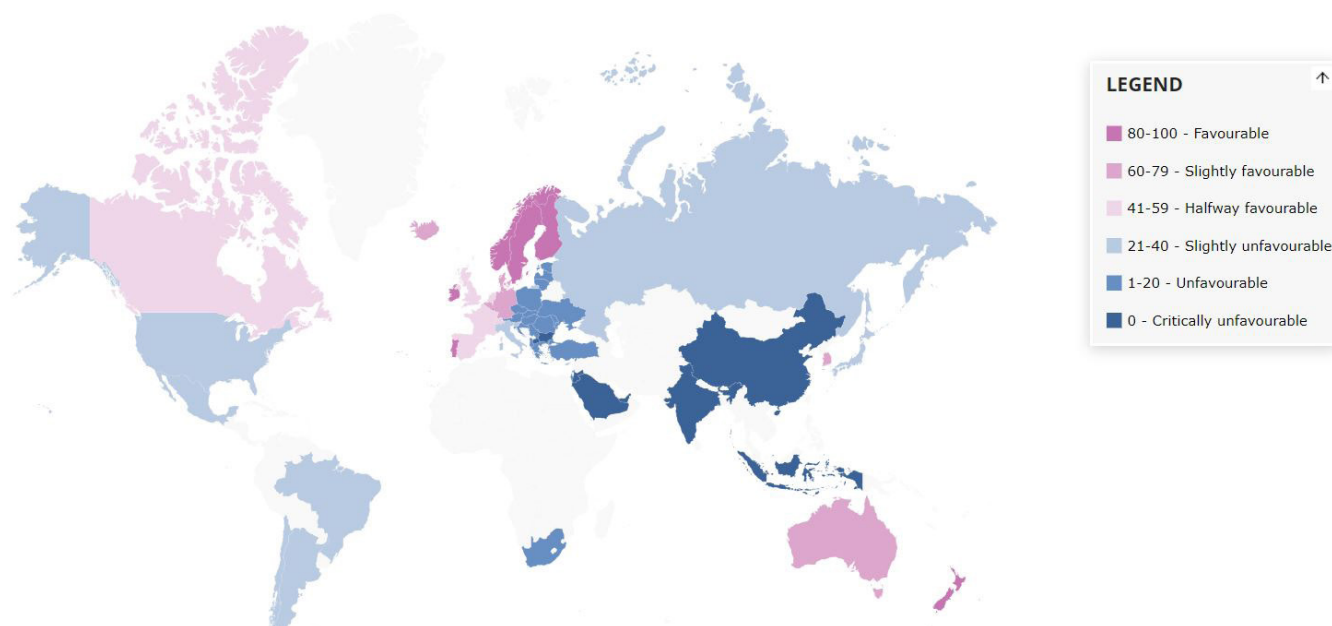 LEGEND
80-100 - Favourable
60-79 - Slightly favourable
41-59 - Halfway favourable
21-40 - Slightly unfavourable
1-20 - Unfavourable
0 - Critically unfavourable